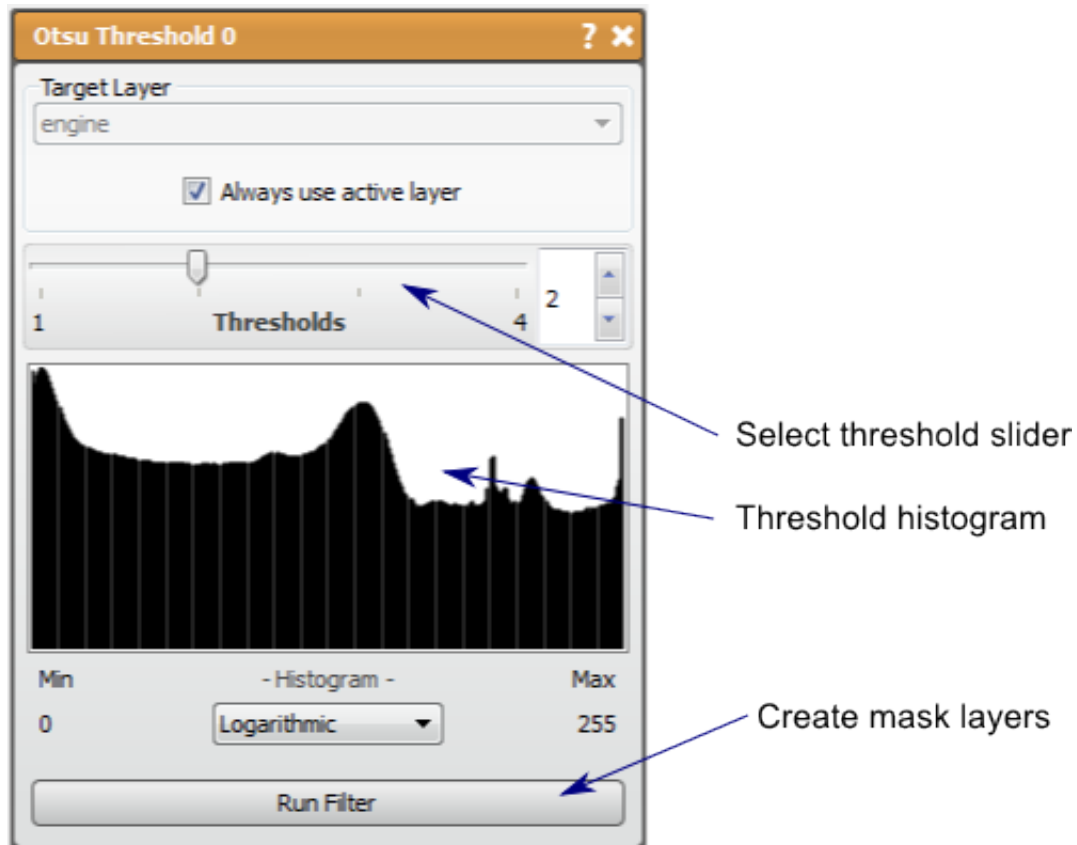 Otsu Threshold 0 ? ×
Target Layer
engine
Always use active layer
2
1 Thresholds 4
Select threshold slider
Threshold histogram
Min - Histogram - Max
0 Logarithmic 255
Create mask layers
Run Filter